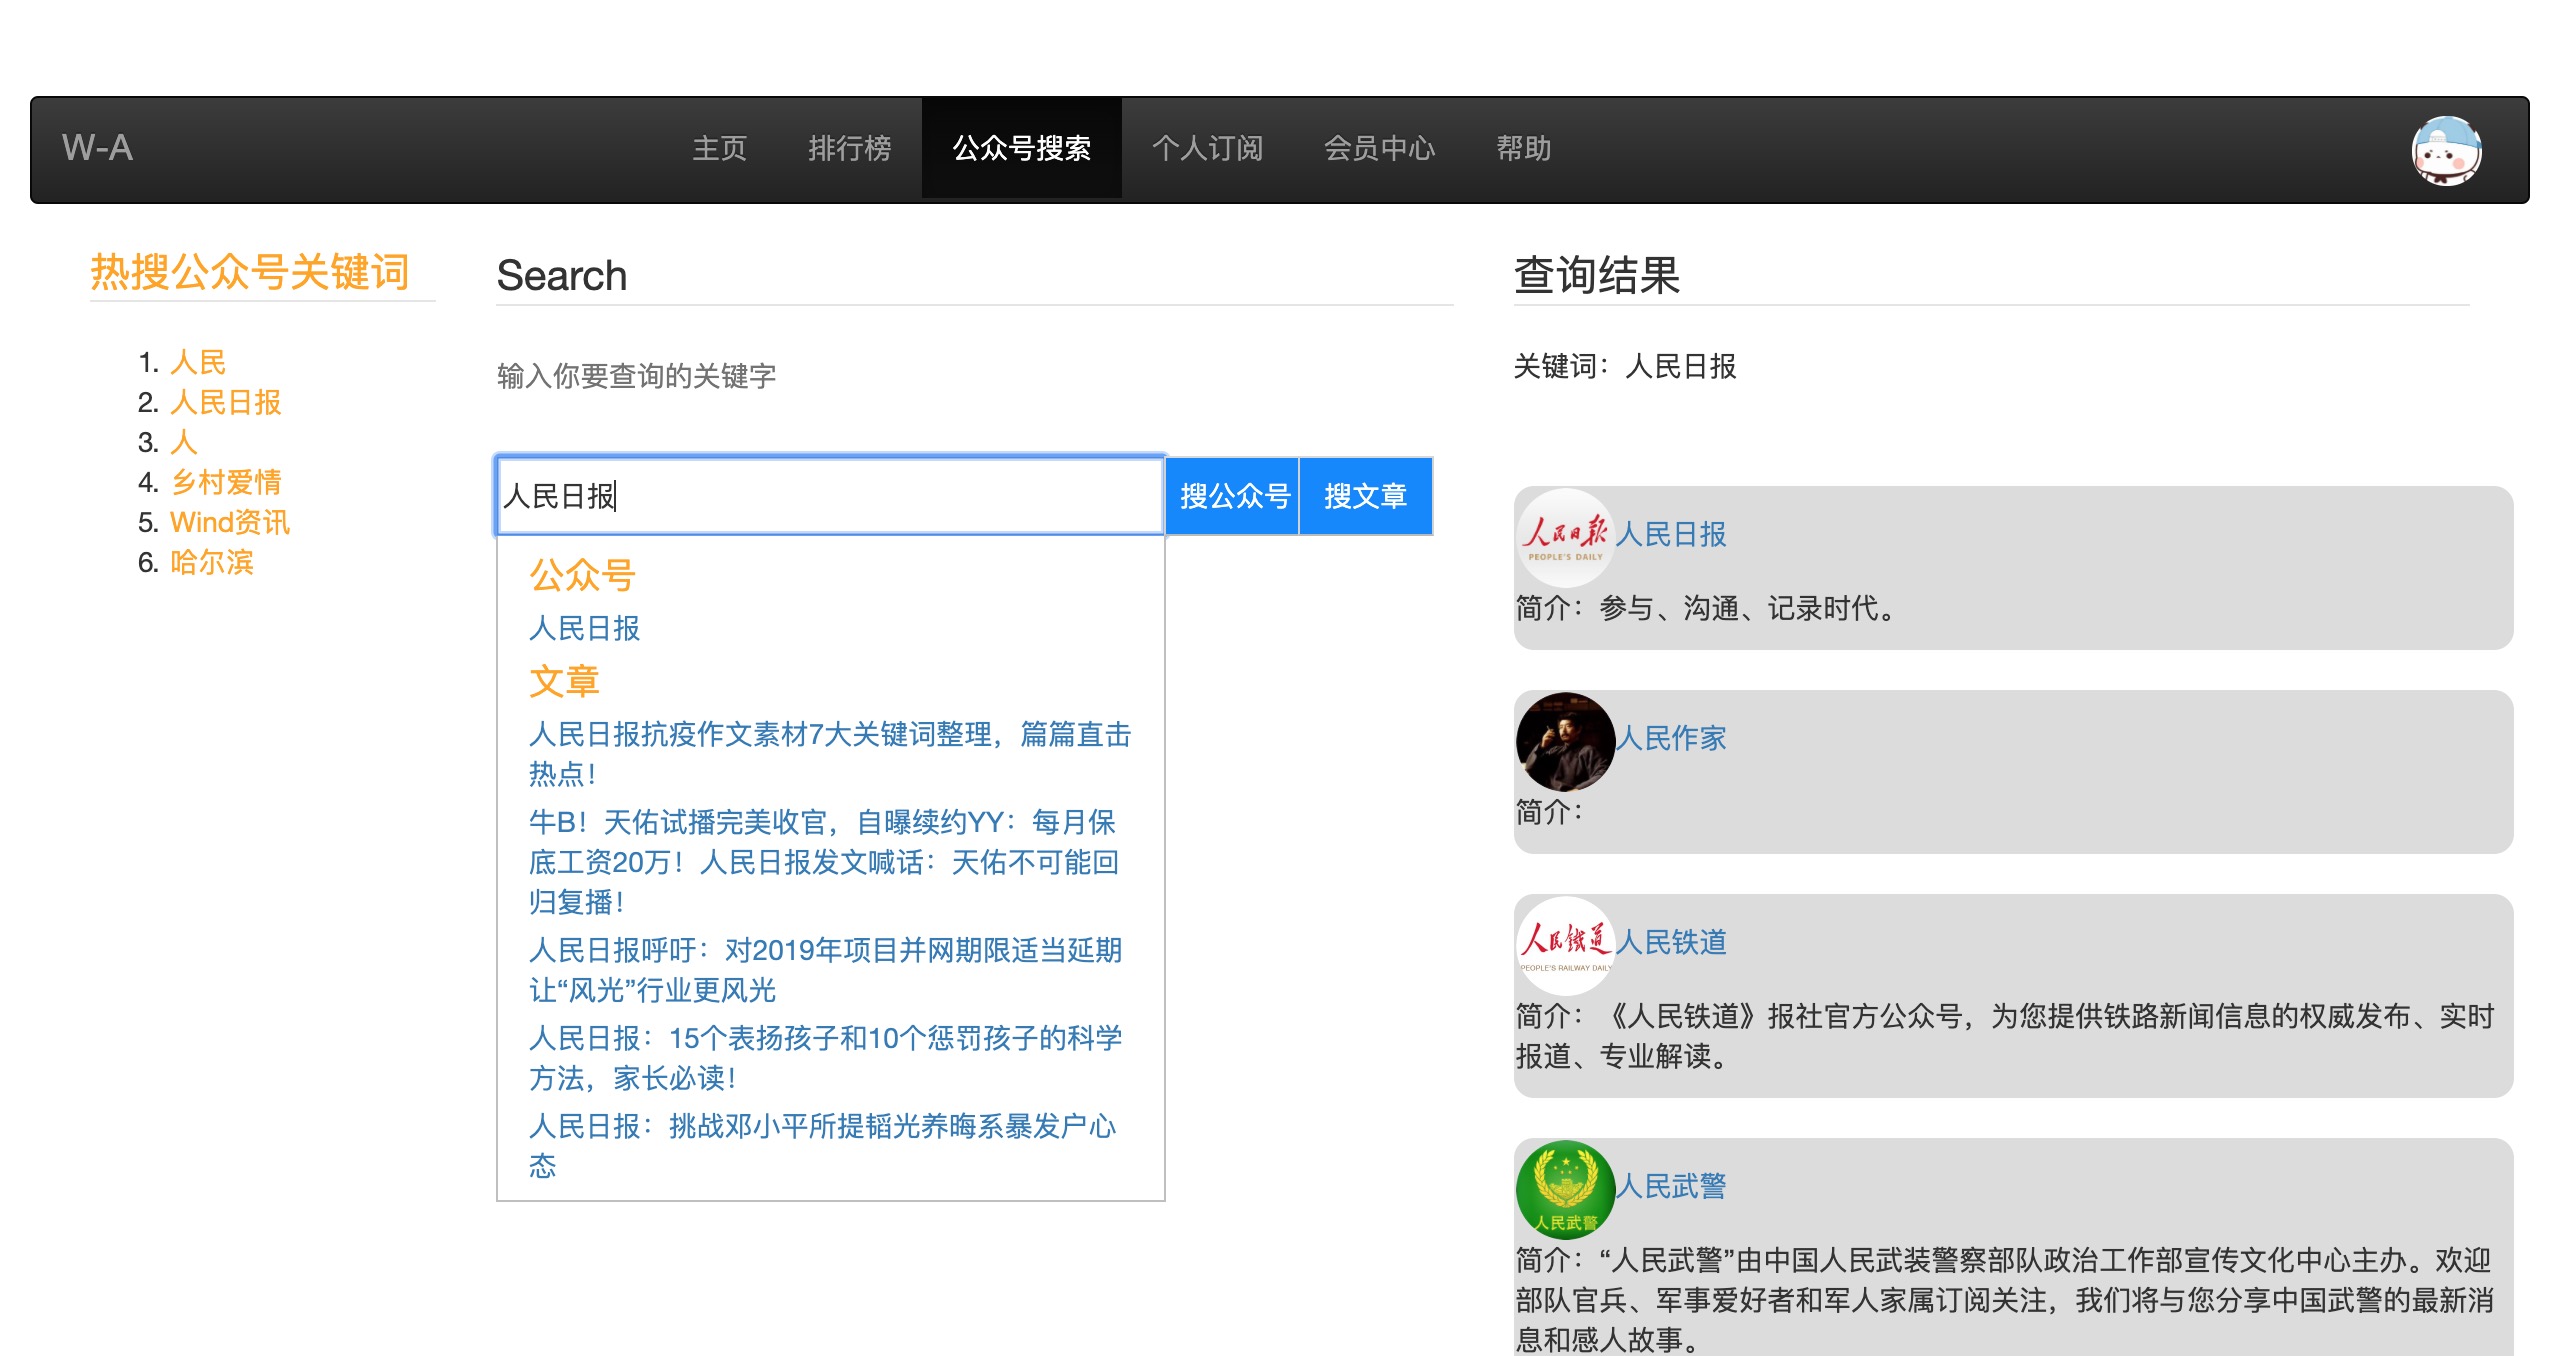 W-A
主页 排行榜 公众号搜索 个人订阅 会员中心 帮助
热搜公众号关键词
1. 人民
2. 人民日报
3. 人
4. 乡村爱情
5. Wind资讯
6. 哈尔滨
Search
输入你要查询的关键字
人民日报
搜公众号 搜文章
公众号
人民日报
文章
人民日报抗疫作文素材7大关键词整理，篇篇直击
热点！
牛B！天佑试播完美收官，自曝续约YY：每月保
底工资20万！人民日报发文喊话：天佑不可能回
归复播！
人民日报呼吁：对2019年项目并网期限适当延期
让“风光”行业更风光
人民日报：15个表扬孩子和10个惩罚孩子的科学
方法，家长必读！
人民日报：挑战邓小平所提韬光养晦系暴发户心
态
查询结果
关键词：人民日报
人民日报
PEOPLE'S DAILY
人民日报
简介：参与、沟通、记录时代。
人民作家
简介：
人民铁道
PEOPLE'S RAILWAY DAILY
人民铁道
简介：《人民铁道》报社官方公众号，为您提供铁路新闻信息的权威发布、实时
报道、专业解读。
人民武警
人民武警
简介：“人民武警”由中国人民武装警察部队政治工作部宣传文化中心主办。欢迎
部队官兵、军事爱好者和军人家属订阅关注，我们将与您分享中国武警的最新消
息和感人故事。